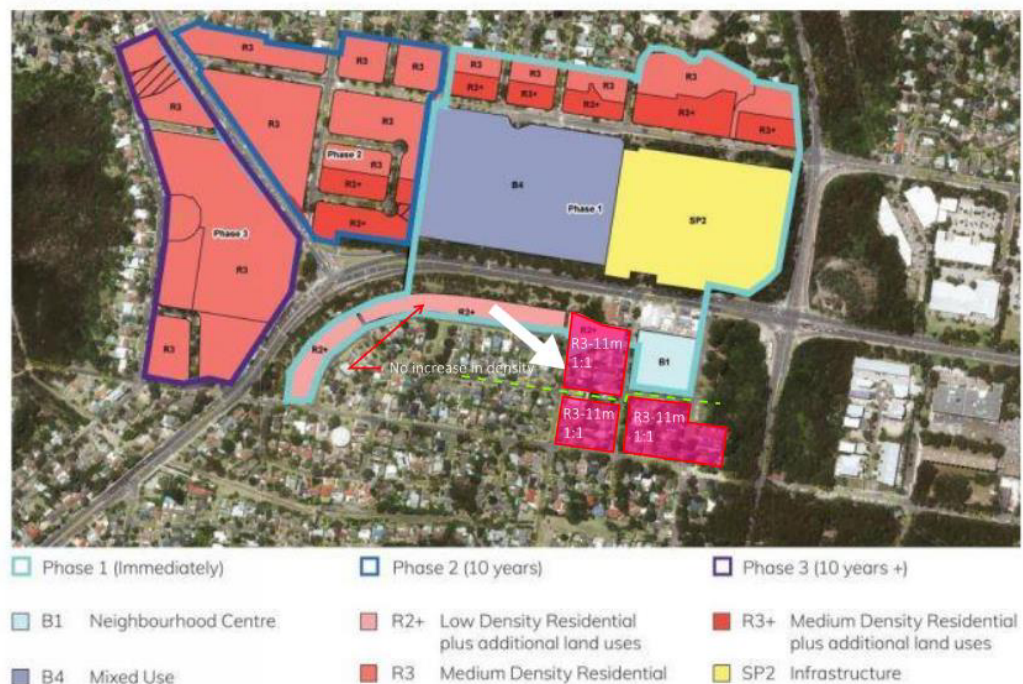 R3
R3
R3
R3
R3
R3
R3
R3+
R3+
R3+
R3+
R3+
R3
R3
R3
Phase 2
R3
R3+
R3+
B4
Phase 1
SP2
Phase 3
R3
R3
R2+
R2+
R2+
R3-11m
1:1
B1
No increase in density
R3-11m
1:1
R3-11m
1:1
Phase 1 (Immediately)
Phase 2 (10 years)
Phase 3 (10 years +)
B1 Neighbourhood Centre
R2+ Low Density Residential
plus additional land uses
R3+ Medium Density Residential
plus additional land uses
B4 Mixed Use
R3 Medium Density Residential
SP2 Infrastructure